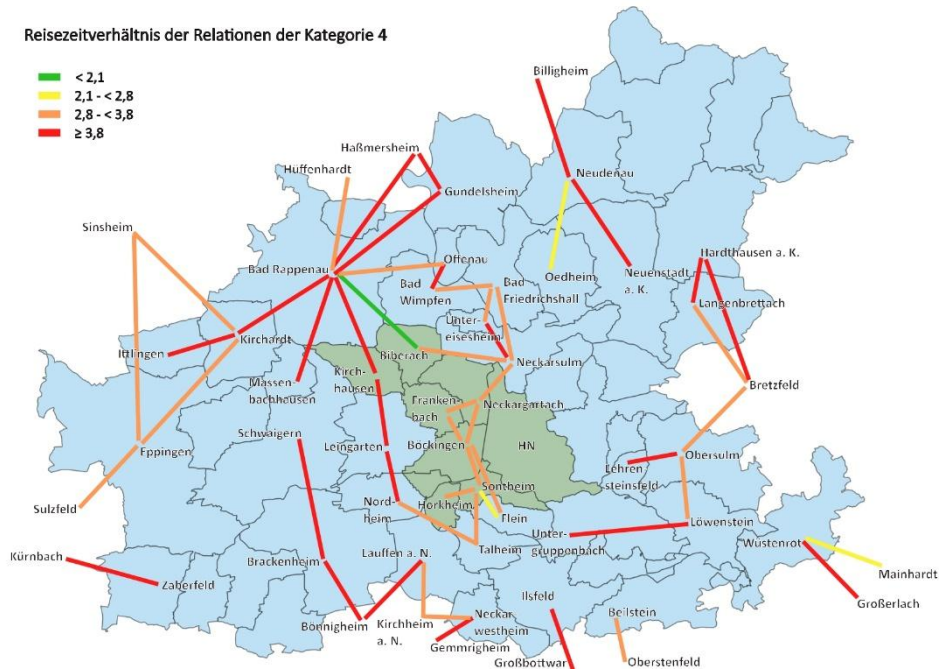 Reisezeitverhältnis der Relationen der Kategorie 4
< 2,1
2,1 - < 2,8
2,8 - < 3,8
≥ 3,8
Billigheim
Haßmersheim
Hüffenhardt
Gundelsheim
Neudenau
Sinsheim
Bad Rappenau
Offenau
Bad
Wimpfen
Bad
Friedrichshall
Oedheim
Neuenstadt
a. K.
Hardthausen a. K.
Langenbrettach
Unter-
eisesheim
Ittlingen
Kirchardt
Biberach
Neckarsulm
Massen-
bachhausen
Kirch-
hausen
Franken-
bach
Neckargartach
Bretzfeld
Schwaigern
Leingarten
Böckingen
HN
Eppingen
Obersulm
Lehren-
steinsfeld
Sontheim
Horkheim
Flein
Nord-
heim
Sulzfeld
Talheim
Unter-
gruppenbach
Löwenstein
Wüstenrot
Mainhardt
Großerlach
Kürnbach
Zaberfeld
Lauffen a. N.
Brackenheim
Bönnigheim
Kirchheim
a. N.
Neckar
westheim
Gemmrigheim
Ilsfeld
Großbottwar
Beilstein
Oberstenfeld